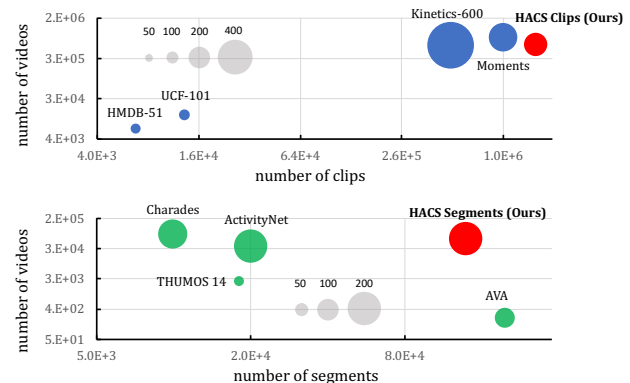 number of videos
2.E+06
3.E+05
3.E+04
4.E+03
50 100 200 400
Kinetics-600
HACS Clips (Ours)
Moments
UCF-101
HMDB-51
4.0E+3 1.6E+4 6.4E+4 2.6E+5 1.0E+6
number of clips
number of videos
2.E+05
3.E+04
3.E+03
4.E+02
5.E+01
Charades
ActivityNet
HACS Segments (Ours)
THUMOS 14
50 100 200
AVA
5.0E+3 2.0E+4 8.0E+4
number of segments